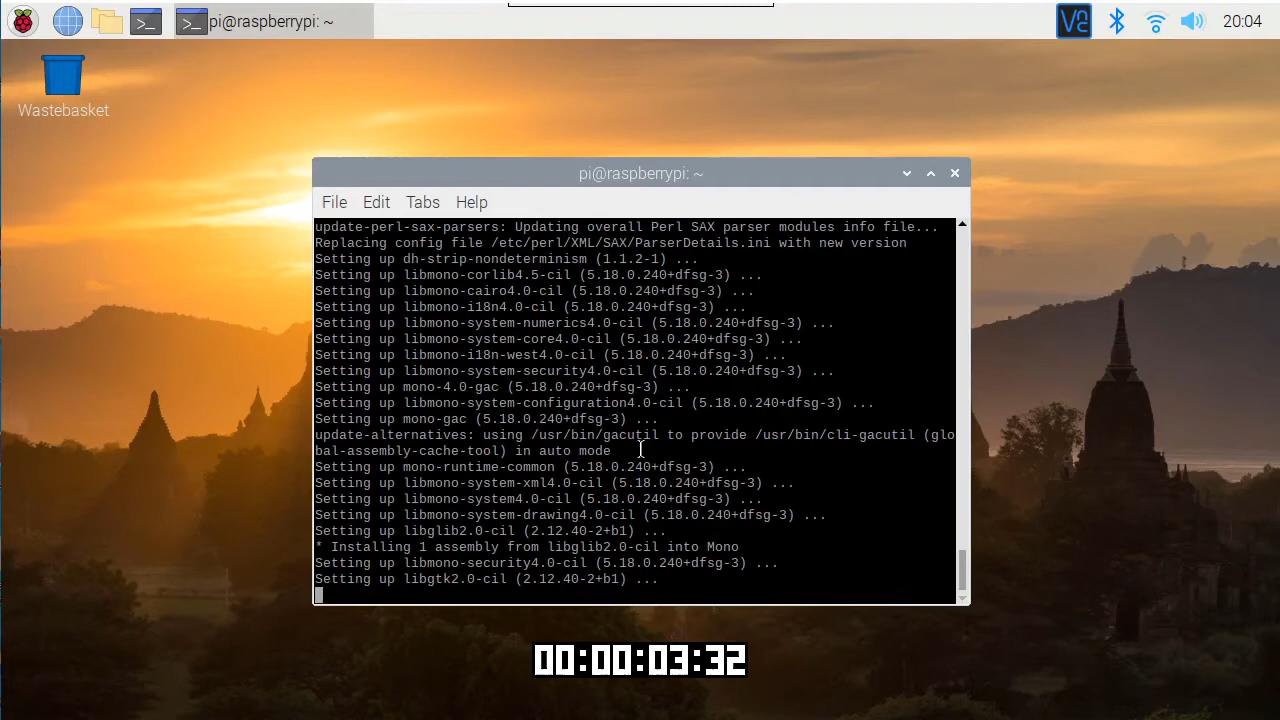 pi@raspberrypi: ~
20:04
Wastebasket
pi@raspberrypi: ~
File Edit Tabs Help
update-perl-sax-parsers: Updating overall Perl SAX parser modules info file...
Replacing config file /etc/perl/XML/SAX/ParserDetails.ini with new version
Setting up dh-strip-nondeterminism (1.1.2-1) ...
Setting up libmono-corlib4.5-cil (5.18.0.240+dfsg-3) ...
Setting up libmono-cairo4.0-cil (5.18.0.240+dfsg-3) ...
Setting up libmono-i18n4.0-cil (5.18.0.240+dfsg-3) ...
Setting up libmono-system-numerics4.0-cil (5.18.0.240+dfsg-3) ...
Setting up libmono-system-core4.0-cil (5.18.0.240+dfsg-3) ...
Setting up libmono-i18n-west4.0-cil (5.18.0.240+dfsg-3) ...
Setting up libmono-system-security4.0-cil (5.18.0.240+dfsg-3) ...
Setting up mono-4.0-gac (5.18.0.240+dfsg-3) ...
Setting up libmono-system-configuration4.0-cil (5.18.0.240+dfsg-3) ...
Setting up mono-gac (5.18.0.240+dfsg-3) ...
update-alternatives: using /usr/bin/gacutil to provide /usr/bin/cli-gacutil (glo
bal-assembly-cache-tool) in auto mode
Setting up mono-runtime-common (5.18.0.240+dfsg-3) ...
Setting up libmono-system-xml4.0-cil (5.18.0.240+dfsg-3) ...
Setting up libmono-system4.0-cil (5.18.0.240+dfsg-3) ...
Setting up libmono-system-drawing4.0-cil (5.18.0.240+dfsg-3) ...
Setting up libglib2.0-cil (2.12.40-2+b1) ...
* Installing 1 assembly from libglib2.0-cil into Mono
Setting up libmono-security4.0-cil (5.18.0.240+dfsg-3) ...
Setting up libgtk2.0-cil (2.12.40-2+b1) ...
00:00:03:32